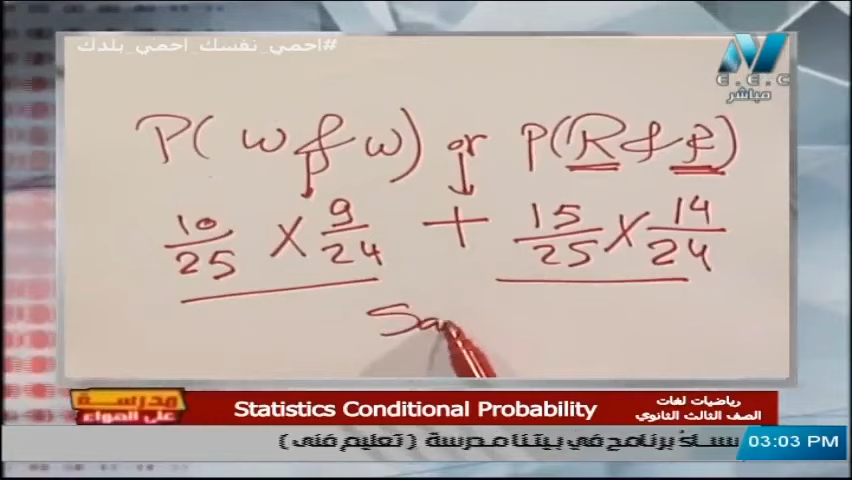 #احمي_نفسك_احمي_بلدك
E.E.C
مباشر
P( W & W ) or P( R & R )
10/25 × 9/24 + 15/25 × 14/24
Sa
مدرسة
على الهواء
Statistics Conditional Probability
رياضيات لغات
الصف الثالث الثانوي
برنامج في بيتنا مدرسة ( تعليم فنى )
03:03 PM